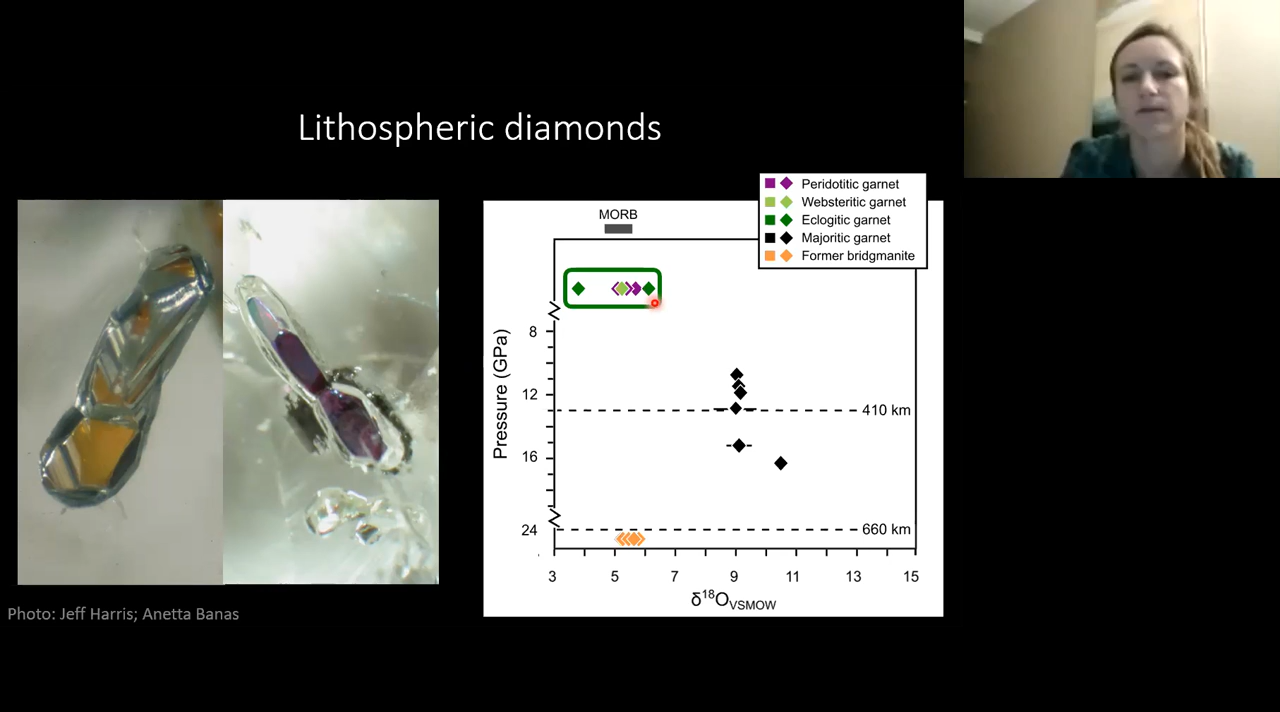 Lithospheric diamonds
Peridotitic garnet
Websteritic garnet
Eclogitic garnet
Majoritic garnet
Former bridgmanite
MORB
Pressure (GPa)
8
12
16
24
410 km
660 km
3 5 7 9 11 13 15
δ¹⁸O_VSMOW
Photo: Jeff Harris; Anetta Banas